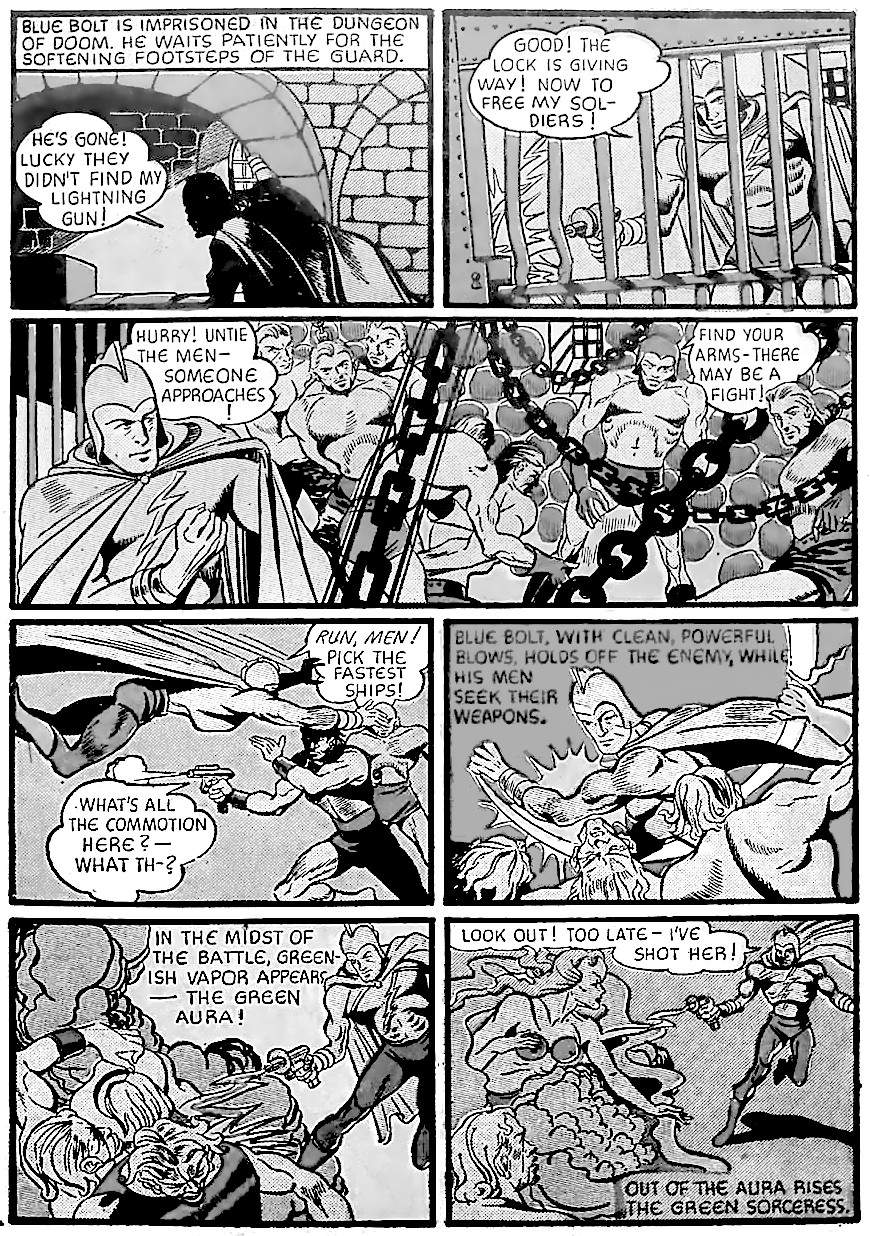 BLUE BOLT IS IMPRISONED IN THE DUNGEON
OF DOOM. HE WAITS PATIENTLY FOR THE
SOFTENING FOOTSTEPS OF THE GUARD.
HE'S GONE!
LUCKY THEY
DIDN'T FIND MY
LIGHTNING
GUN!
GOOD! THE
LOCK IS GIVING
WAY! NOW TO
FREE MY SOL-
DIERS!
HURRY! UNTIE
THE MEN—
SOMEONE
APPROACHES
!
FIND YOUR
ARMS-THERE
MAY BE A
FIGHT!
RUN, MEN!
PICK THE
FASTEST
SHIPS!
WHAT'S ALL
THE COMMOTION
HERE?—
WHAT TH-?
BLUE BOLT, WITH CLEAN, POWERFUL
BLOWS, HOLDS OFF THE ENEMY, WHILE
HIS MEN
SEEK THEIR
WEAPONS.
IN THE MIDST OF
THE BATTLE, GREEN-
ISH VAPOR APPEARS
— THE GREEN
AURA!
LOOK OUT! TOO LATE — I'VE
SHOT HER!
OUT OF THE AURA RISES
THE GREEN SORCERESS.